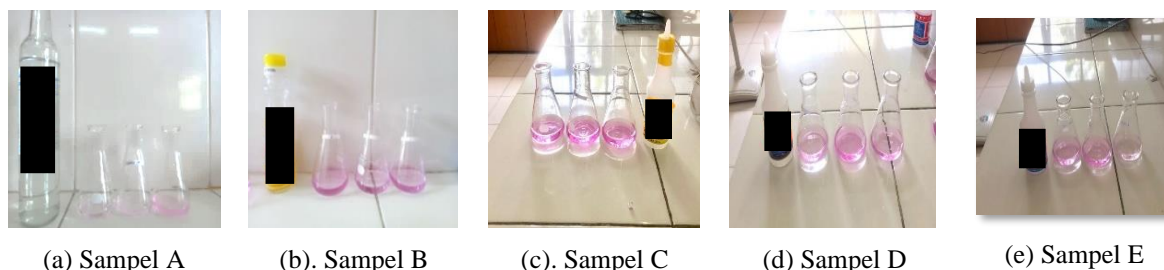 (a) Sampel A
(b). Sampel B
(c). Sampel C
(d) Sampel D
(e) Sampel E